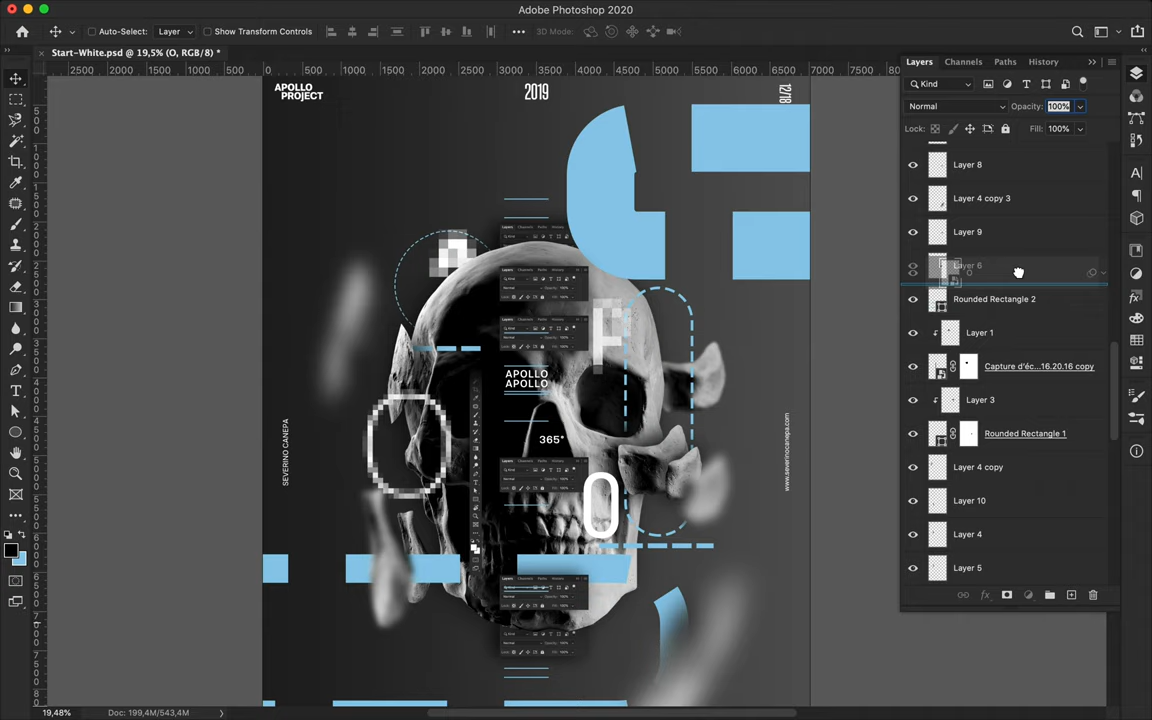 Adobe Photoshop 2020
Auto-Select:
Layer
Show Transform Controls
3D Mode:
Start-White.psd @ 19,5% (O, RGB/8) *
2500 2000 1500 1000 500 0 500 1000 1500 2000 2500 3000 3500 4000 4500 5000 5500 6000 6500 7000
APOLLO
PROJECT
2019
12/18
APOLLO
APOLLO
365°
P
O
SEVERINO CANEPA
www.severinocanepa.com
Layers
Channels
Paths
History
Kind
Normal
Opacity: 100%
Lock:
Fill: 100%
Layer 8
Layer 4 copy 3
Layer 9
Layer 6
O
Rounded Rectangle 2
Layer 1
Capture d'éc...16.20.16 copy
Layer 3
Rounded Rectangle 1
Layer 4 copy
Layer 10
Layer 4
Layer 5
19,48%
Doc: 199,4M/543,4M